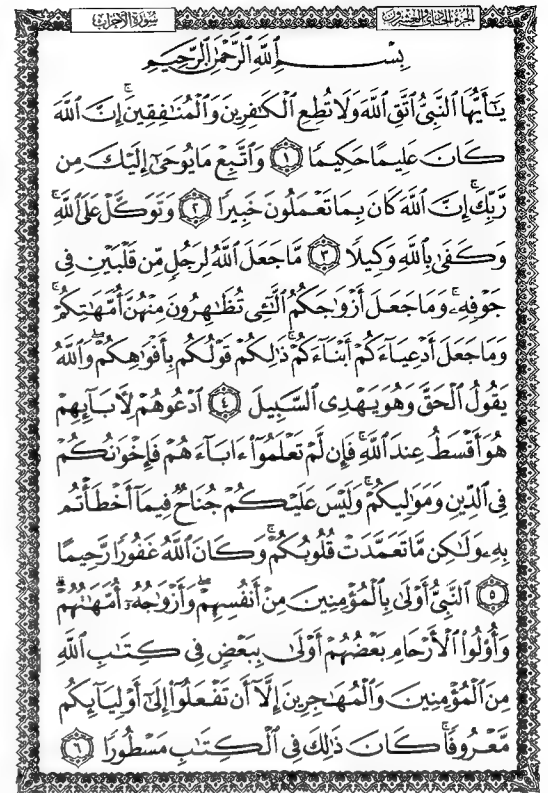 سورة الأحزاب
الجزء الحادي والعشرون
بِسْمِ ٱللَّهِ ٱلرَّحْمَٰنِ ٱلرَّحِيمِ
يَٰٓأَيُّهَا ٱلنَّبِىُّ ٱتَّقِ ٱللَّهَ وَلَا تُطِعِ ٱلْكَٰفِرِينَ وَٱلْمُنَٰفِقِينَ ۗ إِنَّ ٱللَّهَ
كَانَ عَلِيمًا حَكِيمًا ١ وَٱتَّبِعْ مَا يُوحَىٰٓ إِلَيْكَ مِن
رَّبِّكَ ۚ إِنَّ ٱللَّهَ كَانَ بِمَا تَعْمَلُونَ خَبِيرًا ٢ وَتَوَكَّلْ عَلَى ٱللَّهِ ۚ
وَكَفَىٰ بِٱللَّهِ وَكِيلًا ٣ مَّا جَعَلَ ٱللَّهُ لِرَجُلٍ مِّن قَلْبَيْنِ فِى
جَوْفِهِۦ ۚ وَمَا جَعَلَ أَزْوَٰجَكُمُ ٱلَّٰٓـِٔى تُظَٰهِرُونَ مِنْهُنَّ أُمَّهَٰتِكُمْ ۚ
وَمَا جَعَلَ أَدْعِيَآءَكُمْ أَبْنَآءَكُمْ ۚ ذَٰلِكُمْ قَوْلُكُم بِأَفْوَٰهِكُمْ ۖ وَٱللَّهُ
يَقُولُ ٱلْحَقَّ وَهُوَ يَهْدِى ٱلسَّبِيلَ ٤ ٱدْعُوهُمْ لِـَٔابَآئِهِمْ
هُوَ أَقْسَطُ عِندَ ٱللَّهِ ۚ فَإِن لَّمْ تَعْلَمُوٓا۟ ءَابَآءَهُمْ فَإِخْوَٰنُكُمْ
فِى ٱلدِّينِ وَمَوَٰلِيكُمْ ۚ وَلَيْسَ عَلَيْكُمْ جُنَاحٌ فِيمَآ أَخْطَأْتُم
بِهِۦ وَلَٰكِن مَّا تَعَمَّدَتْ قُلُوبُكُمْ ۚ وَكَانَ ٱللَّهُ غَفُورًا رَّحِيمًا
٥ ٱلنَّبِىُّ أَوْلَىٰ بِٱلْمُؤْمِنِينَ مِنْ أَنفُسِهِمْ ۖ وَأَزْوَٰجُهُۥٓ أُمَّهَٰتُهُمْ ۗ
وَأُو۟لُوا۟ ٱلْأَرْحَامِ بَعْضُهُمْ أَوْلَىٰ بِبَعْضٍ فِى كِتَٰبِ ٱللَّهِ
مِنَ ٱلْمُؤْمِنِينَ وَٱلْمُهَٰجِرِينَ إِلَّآ أَن تَفْعَلُوٓا۟ إِلَىٰٓ أَوْلِيَآئِكُم
مَّعْرُوفًا ۚ كَانَ ذَٰلِكَ فِى ٱلْكِتَٰبِ مَسْطُورًا ٦